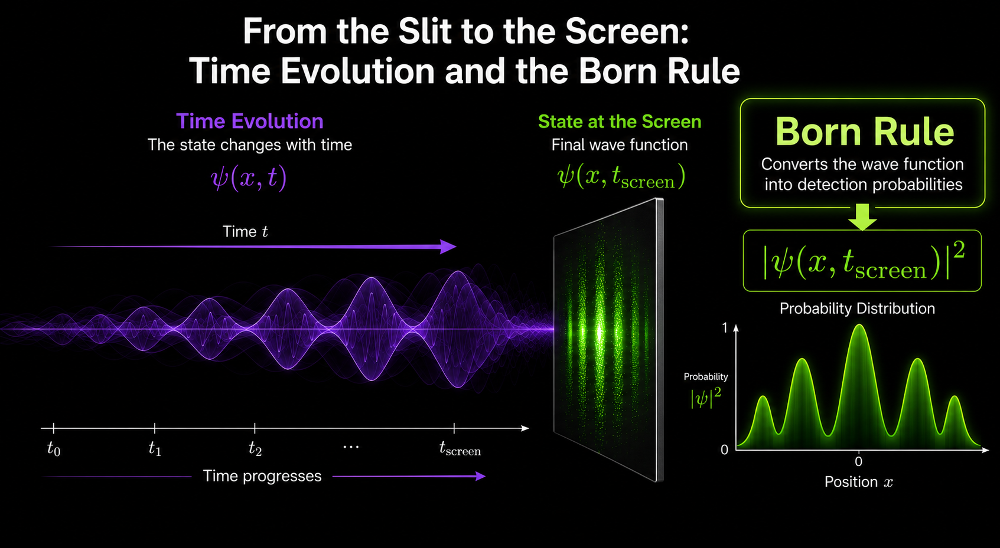 From the Slit to the Screen:
Time Evolution and the Born Rule
Time Evolution
The state changes with time
ψ(x, t)
Time t
t₀
t₁
t₂
...
t_screen
Time progresses
State at the Screen
Final wave function
ψ(x, t_screen)
Born Rule
Converts the wave function
into detection probabilities
|ψ(x, t_screen)|²
Probability Distribution
1
Probability
|ψ|²
0
0
Position x